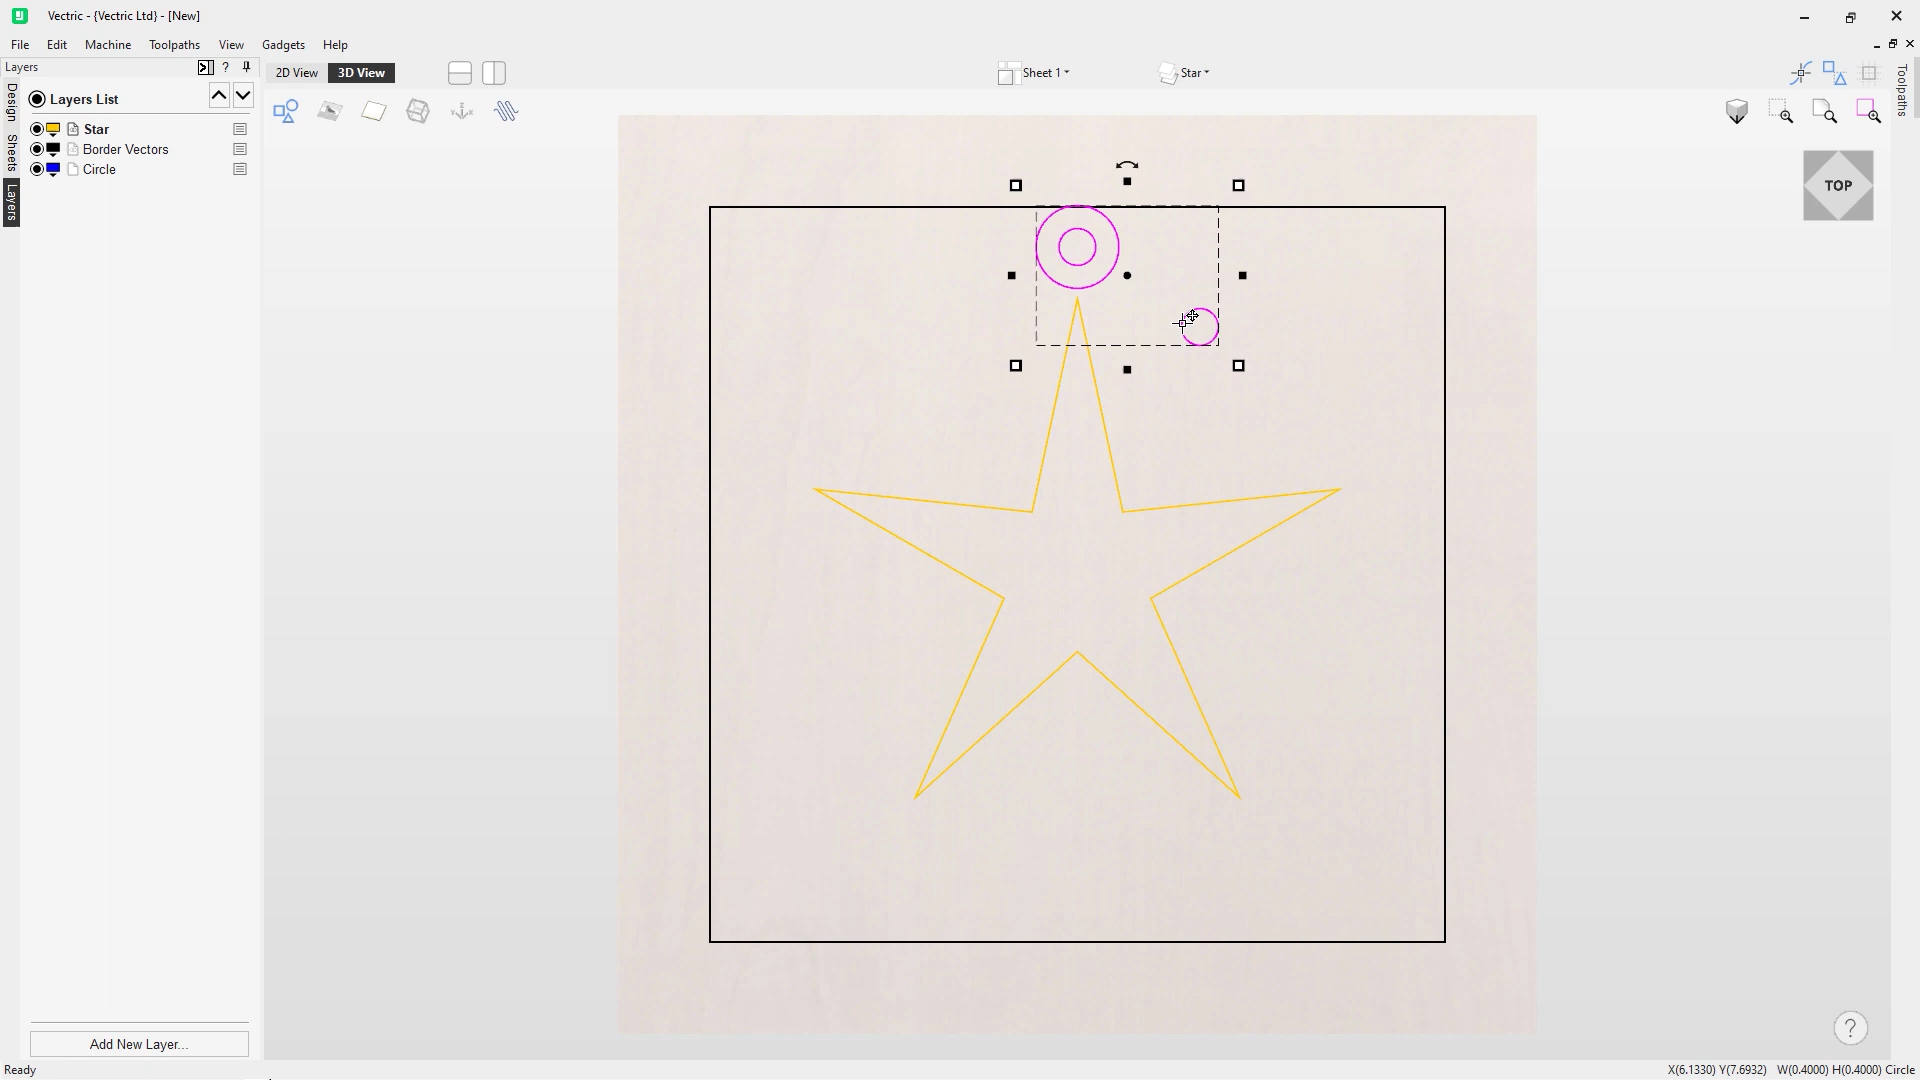 Vectric - {Vectric Ltd} - [New]
File Edit Machine Toolpaths View Gadgets Help
Layers ?
2D View 3D View Sheet 1 Star
Toolpaths
Design
Sheets
Layers
Layers List
Star
Border Vectors
Circle
TOP
Add New Layer...
?
Ready
X(6.1330) Y(7.6932) W(0.4000) H(0.4000) Circle